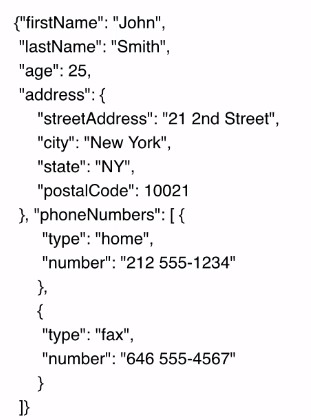 {"firstName": "John",
"lastName": "Smith",
"age": 25,
"address": {
"streetAddress": "21 2nd Street",
"city": "New York",
"state": "NY",
"postalCode": 10021
}, "phoneNumbers": [ {
"type": "home",
"number": "212 555-1234"
},
{
"type": "fax",
"number": "646 555-4567"
}
]}